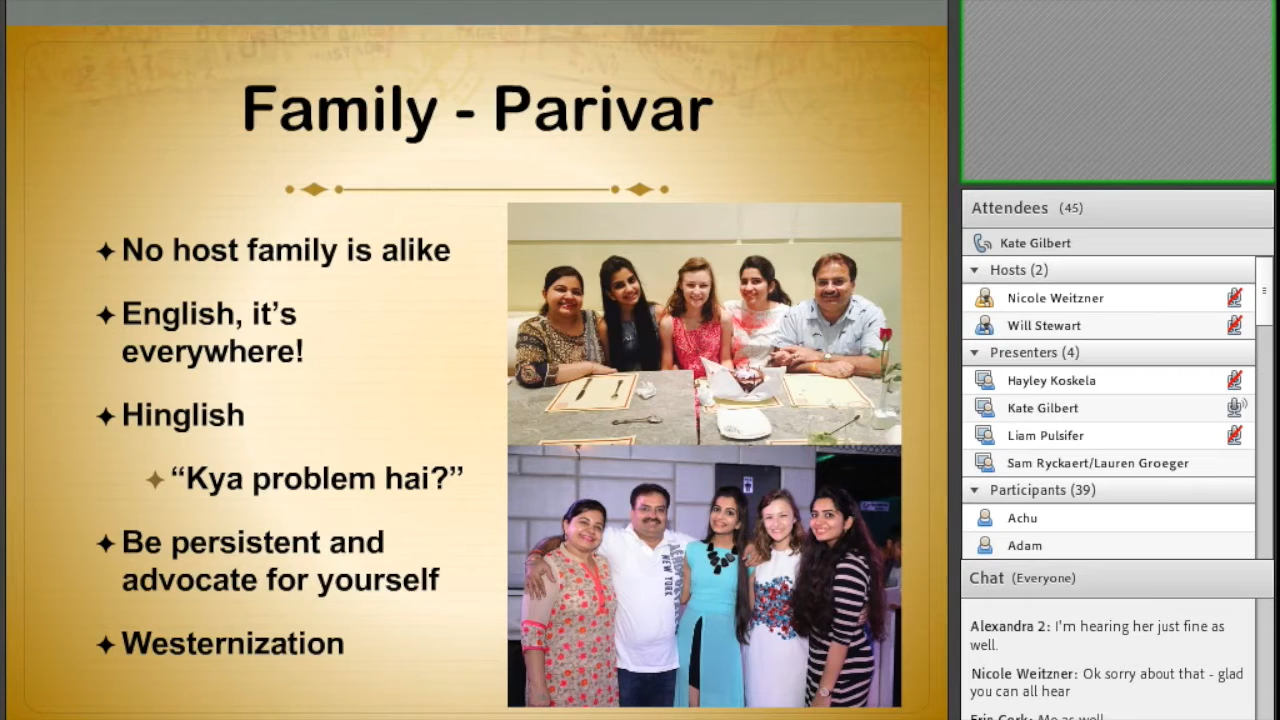 Family - Parivar
No host family is alike
English, it's
everywhere!
Hinglish
“Kya problem hai?”
Be persistent and
advocate for yourself
Westernization
NEW YORK
Attendees (45)
Kate Gilbert
Hosts (2)
Nicole Weitzner
Will Stewart
Presenters (4)
Hayley Koskela
Kate Gilbert
Liam Pulsifer
Sam Ryckaert/Lauren Groeger
Participants (39)
Achu
Adam
Chat (Everyone)
Alexandra 2: I'm hearing her just fine as
well.
Nicole Weitzner: Ok sorry about that - glad
you can all hear
Erin Cork: Me as well